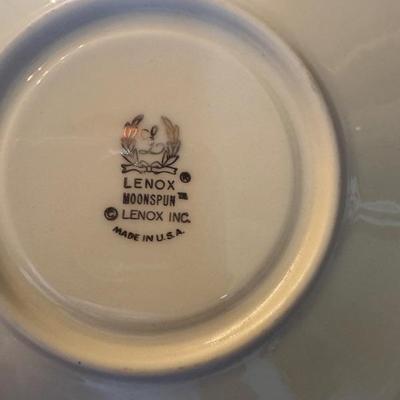 L
LENOX®
MOONSPUN™
© LENOX INC.
MADE IN U.S.A.